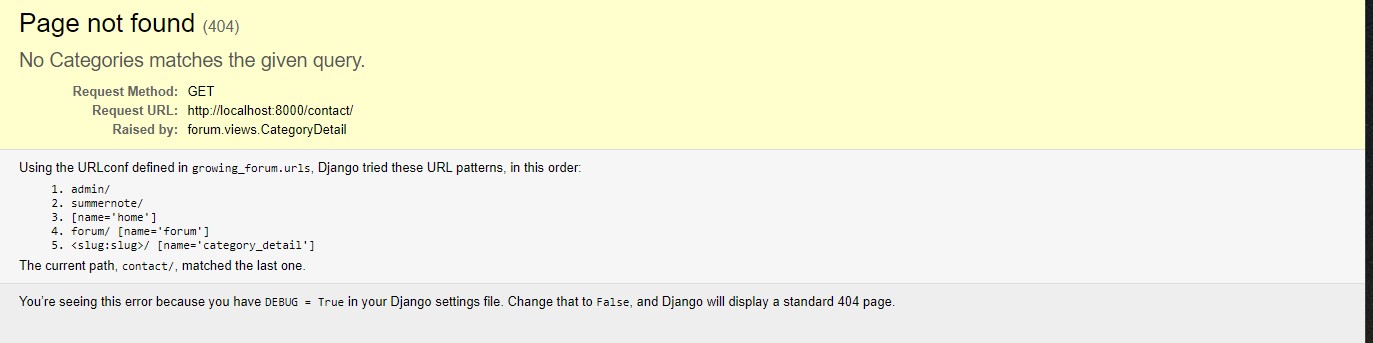 Page not found (404)
No Categories matches the given query.
Request Method: GET
Request URL: http://localhost:8000/contact/
Raised by: forum.views.CategoryDetail
Using the URLconf defined in growing_forum.urls, Django tried these URL patterns, in this order:
1. admin/
2. summernote/
3. [name='home']
4. forum/ [name='forum']
5. <slug:slug>/ [name='category_detail']
The current path, contact/, matched the last one.
You're seeing this error because you have DEBUG = True in your Django settings file. Change that to False, and Django will display a standard 404 page.